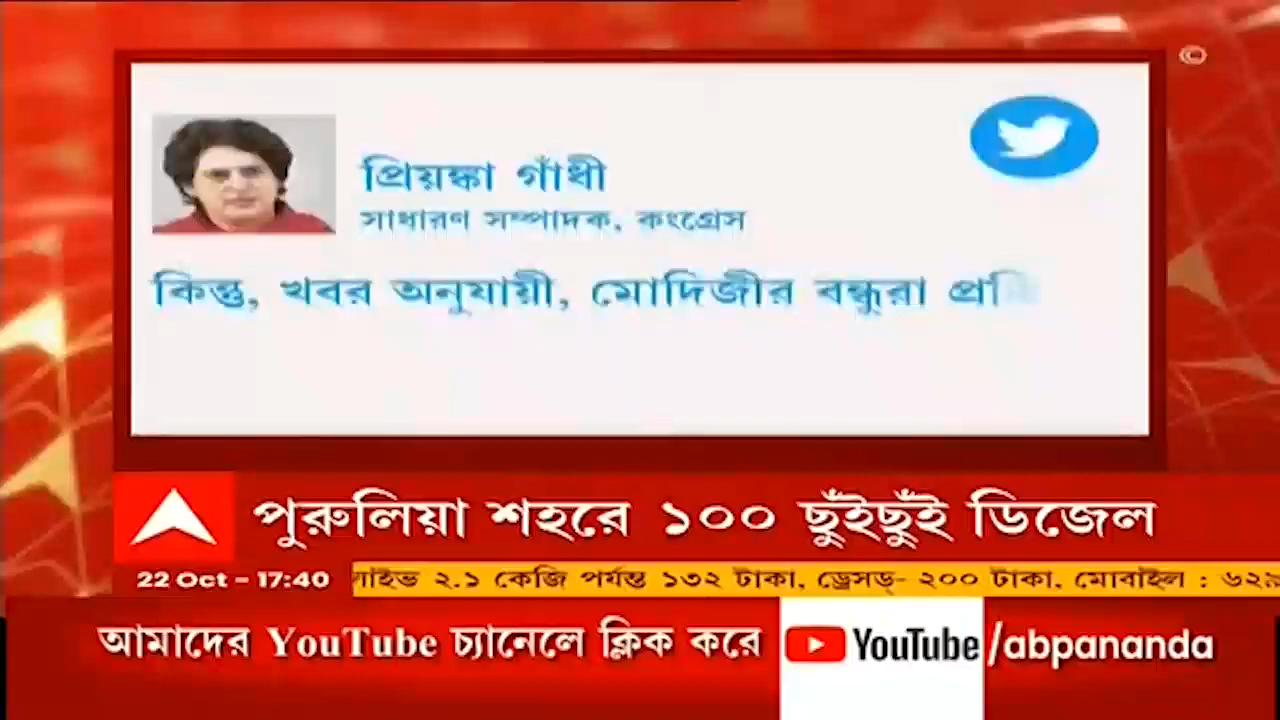 ©
প্রিয়ঙ্কা গাঁধী
সাধারণ সম্পাদক, কংগ্রেস
কিন্তু, খবর অনুযায়ী, মোদিজীর বন্ধুরা
পুরুলিয়া শহরে ১০০ ছুঁইছুঁই ডিজেল
22 Oct - 17:40
২.১ কেজি পর্যন্ত ১৩২ টাকা, ড্রেসড্- ২০০ টাকা. মোবাইল : ৬২৯
আমাদের YouTube চ্যানেলে ক্লিক করে YouTube /abpananda